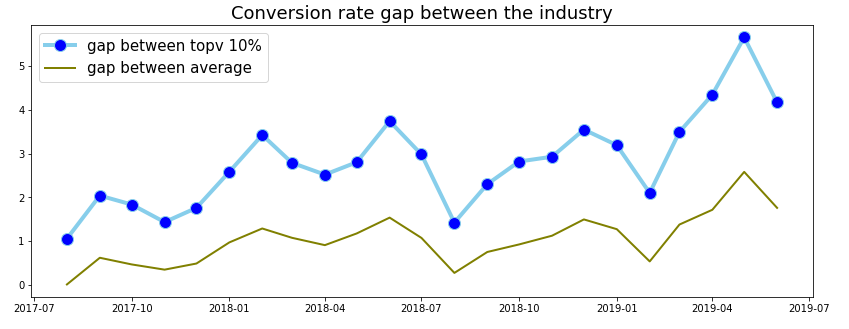 Conversion rate gap between the industry
gap between topv 10%
gap between average
5
4
3
2
1
0
2017-07 2017-10 2018-01 2018-04 2018-07 2018-10 2019-01 2019-04 2019-07